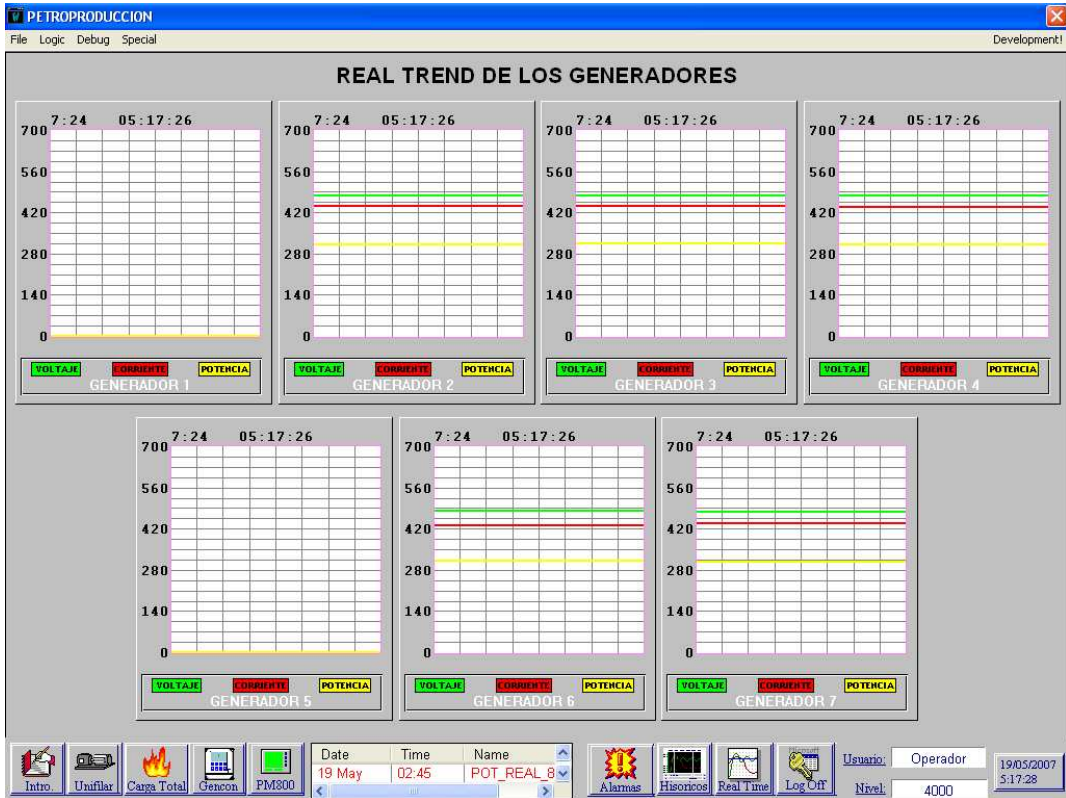 PETROPRODUCCION
File Logic Debug Special Development!
REAL TREND DE LOS GENERADORES
7:24 05:17:26
700
560
420
280
140
0
VOLTAJE CORRIENTE POTENCIA
GENERADOR 1
7:24 05:17:26
700
560
420
280
140
0
VOLTAJE CORRIENTE POTENCIA
GENERADOR 2
7:24 05:17:26
700
560
420
280
140
0
VOLTAJE CORRIENTE POTENCIA
GENERADOR 3
7:24 05:17:26
700
560
420
280
140
0
VOLTAJE CORRIENTE POTENCIA
GENERADOR 4
7:24 05:17:26
700
560
420
280
140
0
VOLTAJE CORRIENTE POTENCIA
GENERADOR 5
7:24 05:17:26
700
560
420
280
140
0
VOLTAJE CORRIENTE POTENCIA
GENERADOR 6
7:24 05:17:26
700
560
420
280
140
0
VOLTAJE CORRIENTE POTENCIA
GENERADOR 7
Intro.
Unifilar
Carga Total
Gencon
PM800
Date Time Name
19 May 02:45 POT_REAL_8
Alarmas
Hisoricos
Real Time
Microsoft
Log Off
Usuario: Operador
Nivel: 4000
19/05/2007
5:17:28